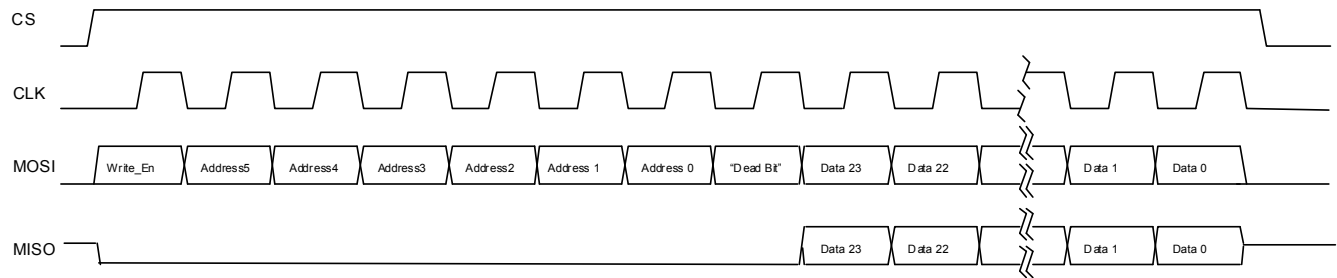 CS
CLK
MOSI Write_En Address5 Address4 Address3 Address2 Address 1 Address 0 “Dead Bit” Data 23 Data 22 Data 1 Data 0
MISO Data 23 Data 22 Data 1 Data 0